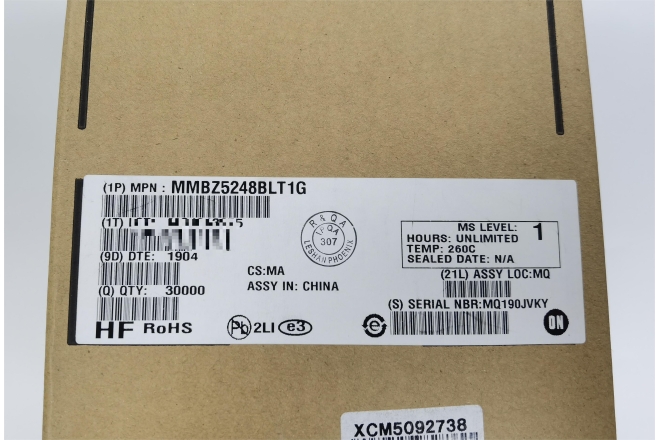 (1P) MPN : MMBZ5248BLT1G
(1T)
(9D) DTE: 1904
(Q) QTY: 30000
HF RoHS
CS:MA
ASSY IN: CHINA
Pb 2LI e3
R & QA
QA
307
LESHAN PHOENIX
MS LEVEL: 1
HOURS: UNLIMITED
TEMP: 260C
SEALED DATE: N/A
(21L) ASSY LOC:MQ
(S) SERIAL NBR:MQ190JVKY
e
ON
XCM5092738